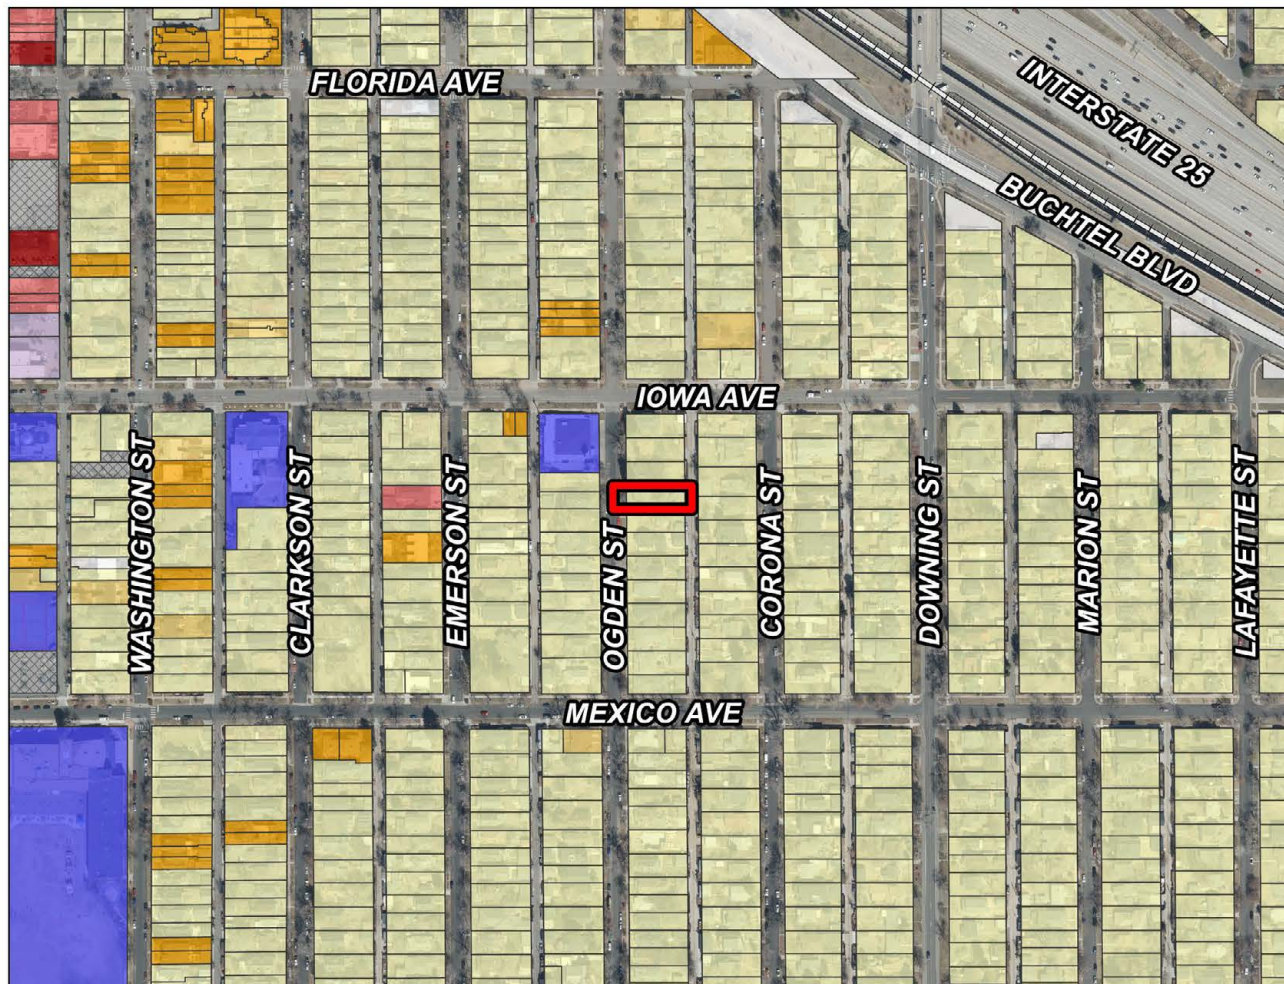 FLORIDA AVE
INTERSTATE 25
BUCHTEL BLVD
IOWA AVE
WASHINGTON ST
CLARKSON ST
EMERSON ST
OGDEN ST
CORONA ST
DOWNING ST
MARION ST
LAFAYETTE ST
MEXICO AVE